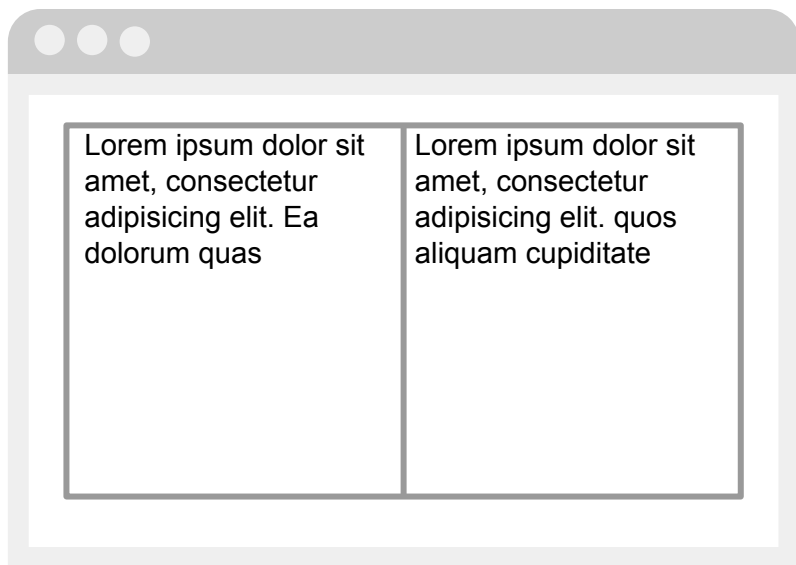 Lorem ipsum dolor sit
amet, consectetur
adipisicing elit. Ea
dolorum quas
Lorem ipsum dolor sit
amet, consectetur
adipisicing elit. quos
aliquam cupiditate